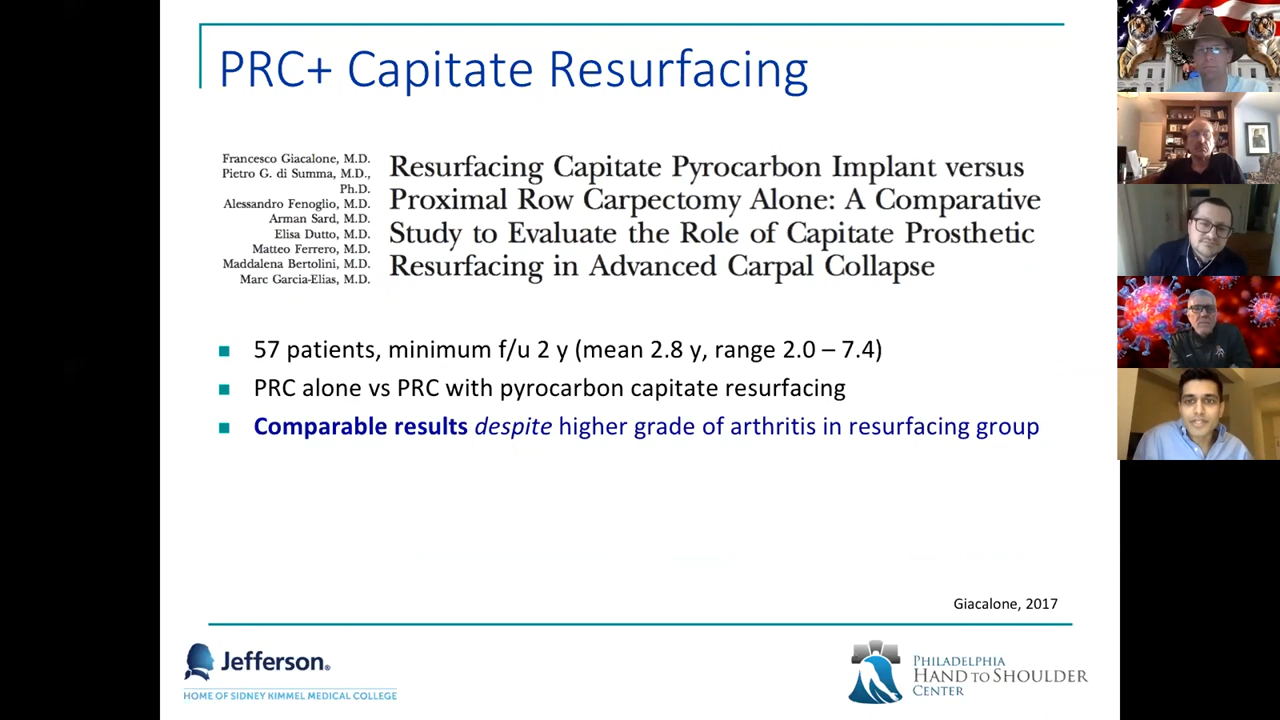 PRC+ Capitate Resurfacing
Francesco Giacalone, M.D.
Pietro G. di Summa, M.D.,
Ph.D.
Alessandro Fenoglio, M.D.
Arman Sard, M.D.
Elisa Dutto, M.D.
Matteo Ferrero, M.D.
Maddalena Bertolini, M.D.
Marc Garcia-Elias, M.D.
Resurfacing Capitate Pyrocarbon Implant versus
Proximal Row Carpectomy Alone: A Comparative
Study to Evaluate the Role of Capitate Prosthetic
Resurfacing in Advanced Carpal Collapse
57 patients, minimum f/u 2 y (mean 2.8 y, range 2.0 – 7.4)
PRC alone vs PRC with pyrocarbon capitate resurfacing
Comparable results despite higher grade of arthritis in resurfacing group
Giacalone, 2017
Jefferson®
HOME OF SIDNEY KIMMEL MEDICAL COLLEGE
PHILADELPHIA
HAND TO SHOULDER
CENTER